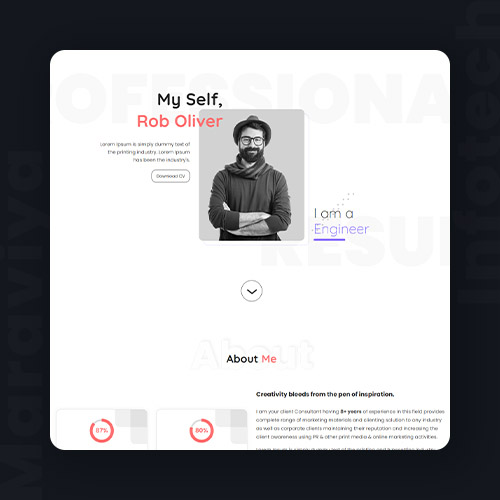 OFESSIONA
My Self,
Rob Oliver
Lorem Ipsum is simply dummy text of
the printing industry. Lorem Ipsum
has been the industry's.
Download CV
I am a
Engineer
RESUM
About
About Me
Creativity bleeds from the pen of inspiration.
I am your client Consultant having 8+ years of experience in this field provides
complete range of marketing materials and clienting solution to any industry
as well as corporate clients maintaining their reputation and increasing the
client awareness using PR & other print media & online marketing activities.
87%
80%